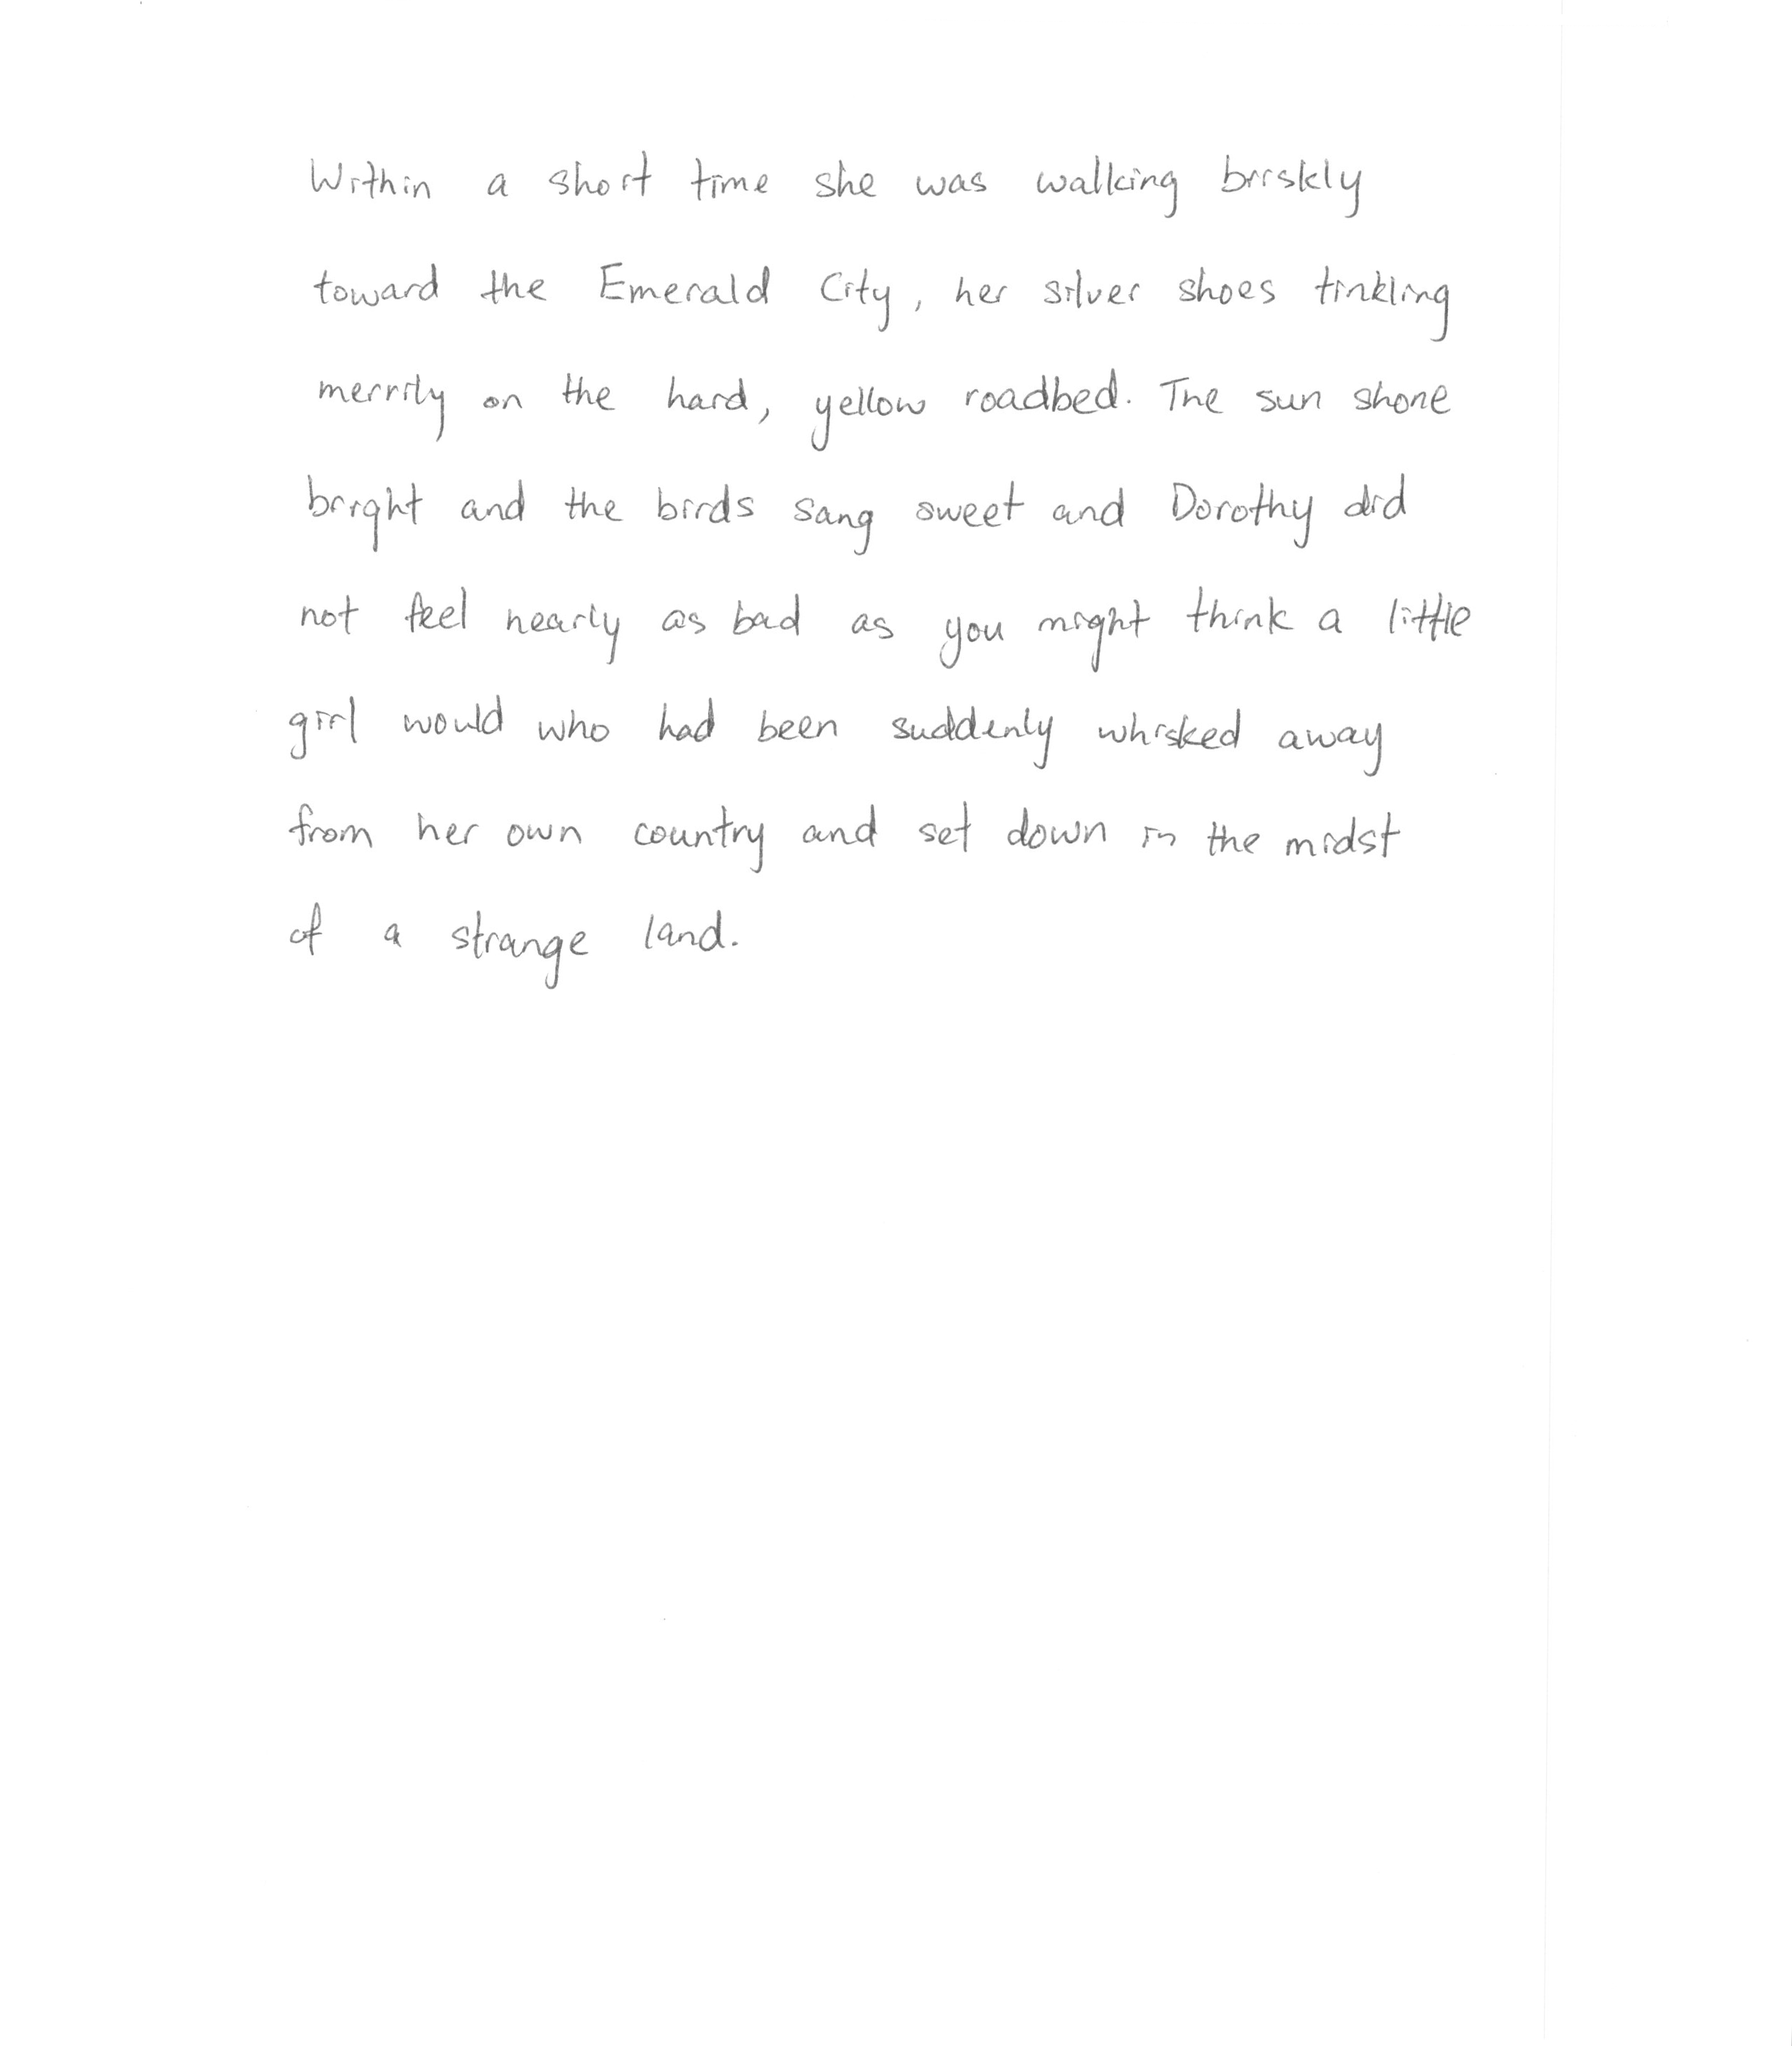 Within a short time she was walking briskly
toward the Emerald City, her silver shoes tinkling
merrily on the hard, yellow roadbed. The sun shone
bright and the birds sang sweet and Dorothy did
not feel nearly as bad as you might think a little
girl would who had been suddenly whisked away
from her own country and set down in the midst
of a strange land.